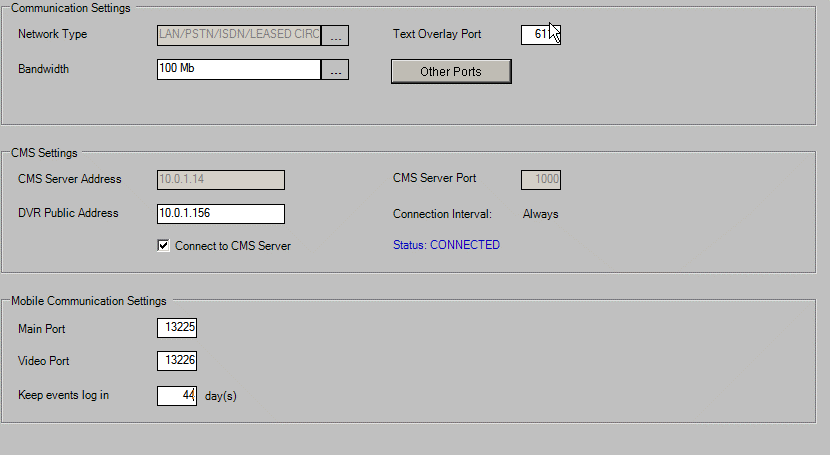 Communication Settings
Network Type LAN/PSTN/ISDN/LEASED CIRC ... Text Overlay Port
Bandwidth 100 Mb ... Other Ports
CMS Settings
CMS Server Address 10.0.1.14 CMS Server Port 1000
DVR Public Address 10.0.1.156 Connection Interval: Always
Connect to CMS Server Status: CONNECTED
Mobile Communication Settings
Main Port 13225
Video Port 13226
Keep events log in 44 day(s)